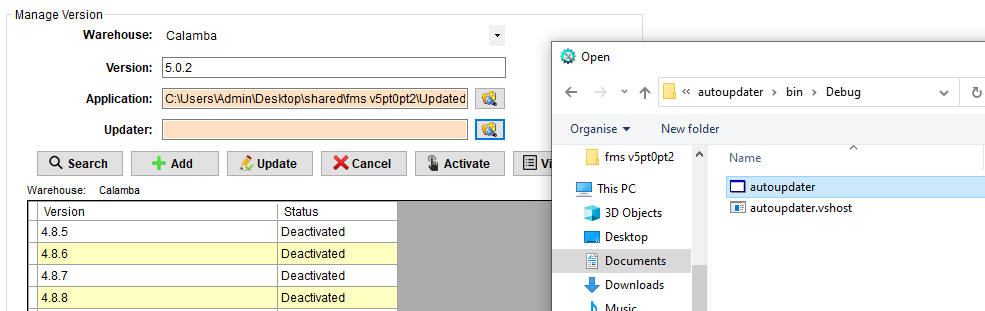 Manage Version
Warehouse: Calamba
Version: 5.0.2
Application: C:\Users\Admin\Desktop\shared\fms v5pt0pt2\Updated
Updater:
Search Add Update Cancel Activate Vi
Warehouse: Calamba
Version Status
4.8.5 Deactivated
4.8.6 Deactivated
4.8.7 Deactivated
4.8.8 Deactivated
Open
« autoupdater › bin › Debug
Organise New folder
fms v5pt0pt2
This PC
3D Objects
Desktop
Documents
Downloads
Music
Name
autoupdater
autoupdater.vshost